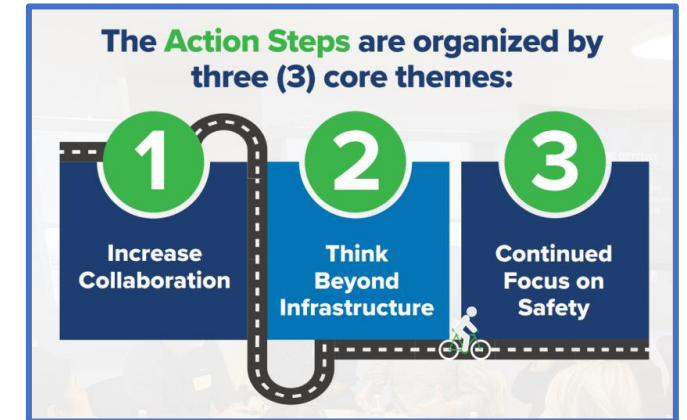 The Action Steps are organized by
three (3) core themes:
1
Increase
Collaboration
2
Think
Beyond
Infrastructure
3
Continued
Focus on
Safety